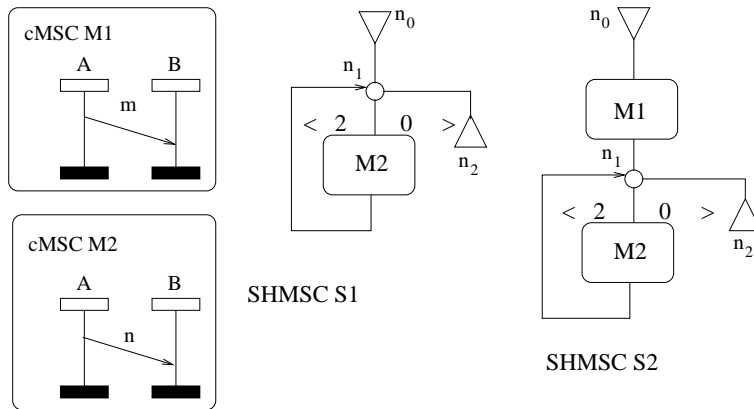 cMSC M1
A B
m
cMSC M2
A B
n
n0
n1
< 2 0 >
M2
n2
SHMSC S1
n0
M1
n1
< 2 0 >
M2
n2
SHMSC S2